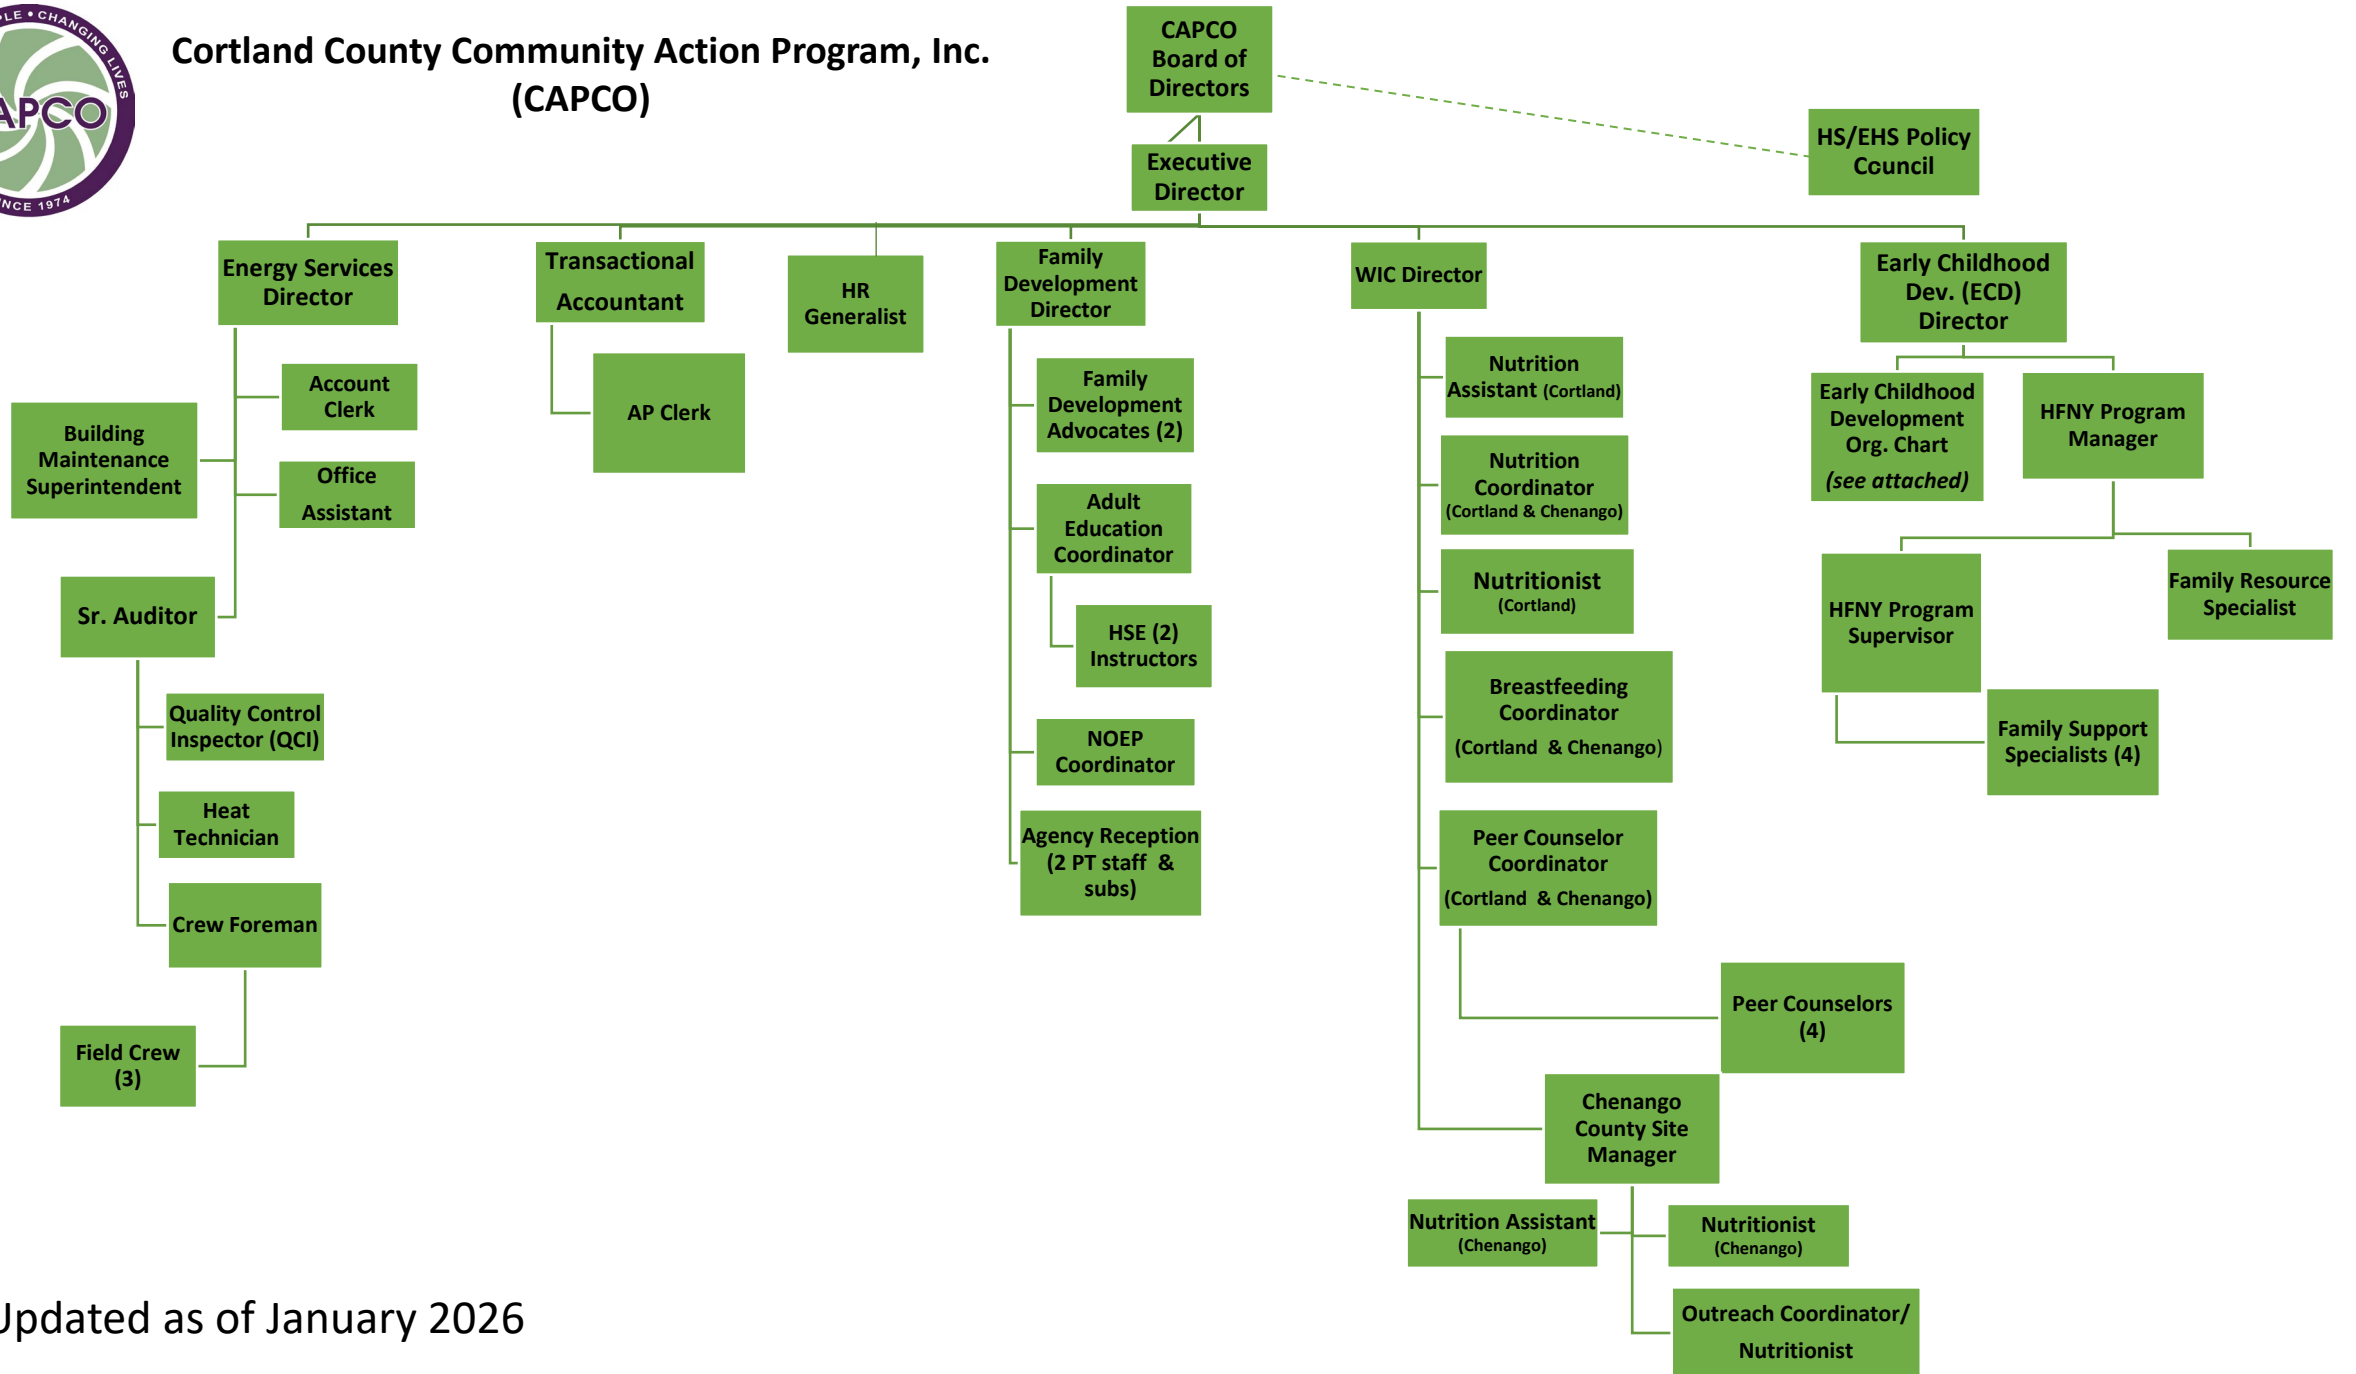 CHANGING LIVES
Cortland County Community Action Program, Inc.
(CAPCO)
CAPCO
Board of
Directors
HS/EHS Policy
Council
Executive
Director
Energy Services
Director
Transactional
Accountant
HR
Generalist
Family
Development
Director
WIC Director
Early Childhood
Dev. (ECD)
Director
Account
Clerk
Building
Maintenance
Superintendent
Office
Assistant
Sr. Auditor
Quality Control
Inspector (QCI)
Heat
Technician
Crew Foreman
Field Crew
(3)
AP Clerk
Family
Development
Advocates (2)
Adult
Education
Coordinator
HSE (2)
Instructors
NOEP
Coordinator
Agency Reception
(2 PT staff &
subs)
Nutrition
Assistant (Cortland)
Nutrition
Coordinator
(Cortland & Chenango)
Nutritionist
(Cortland)
Breastfeeding
Coordinator
(Cortland & Chenango)
Peer Counselor
Coordinator
(Cortland & Chenango)
Peer Counselors
(4)
Chenango
County Site
Manager
Nutrition Assistant
(Chenango)
Nutritionist
(Chenango)
Outreach Coordinator/
Nutritionist
Early Childhood
Development
Org. Chart
(see attached)
HFNY Program
Manager
HFNY Program
Supervisor
Family Resource
Specialist
Family Support
Specialists (4)
Updated as of January 2026
APCO
1974